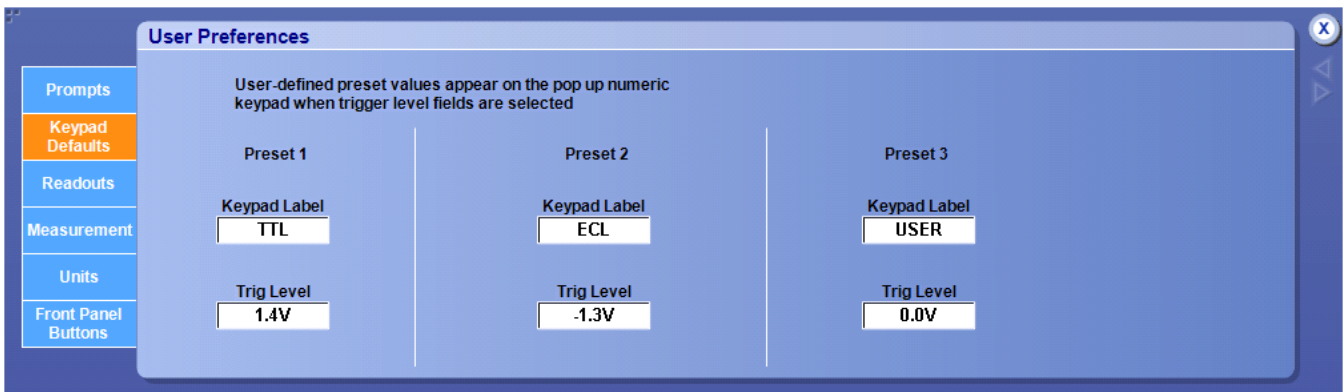 User Preferences
X
Prompts
Keypad
Defaults
Readouts
Measurement
Units
Front Panel
Buttons
User-defined preset values appear on the pop up numeric
keypad when trigger level fields are selected
Preset 1
Keypad Label
TTL
Trig Level
1.4V
Preset 2
Keypad Label
ECL
Trig Level
-1.3V
Preset 3
Keypad Label
USER
Trig Level
0.0V